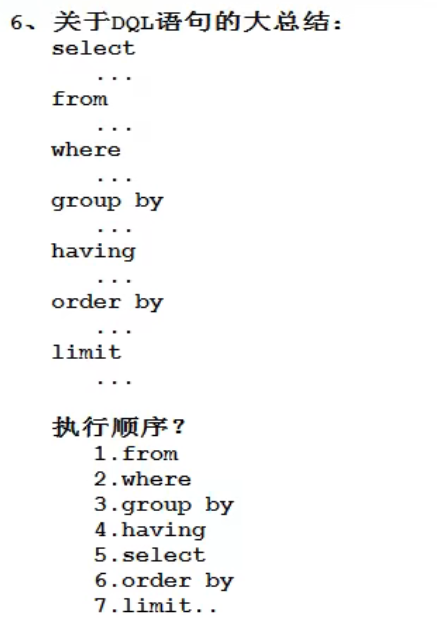 6、关于DQL语句的大总结：
select
...
from
...
where
...
group by
...
having
...
order by
...
limit
...
执行顺序？
1.from
2.where
3.group by
4.having
5.select
6.order by
7.limit..